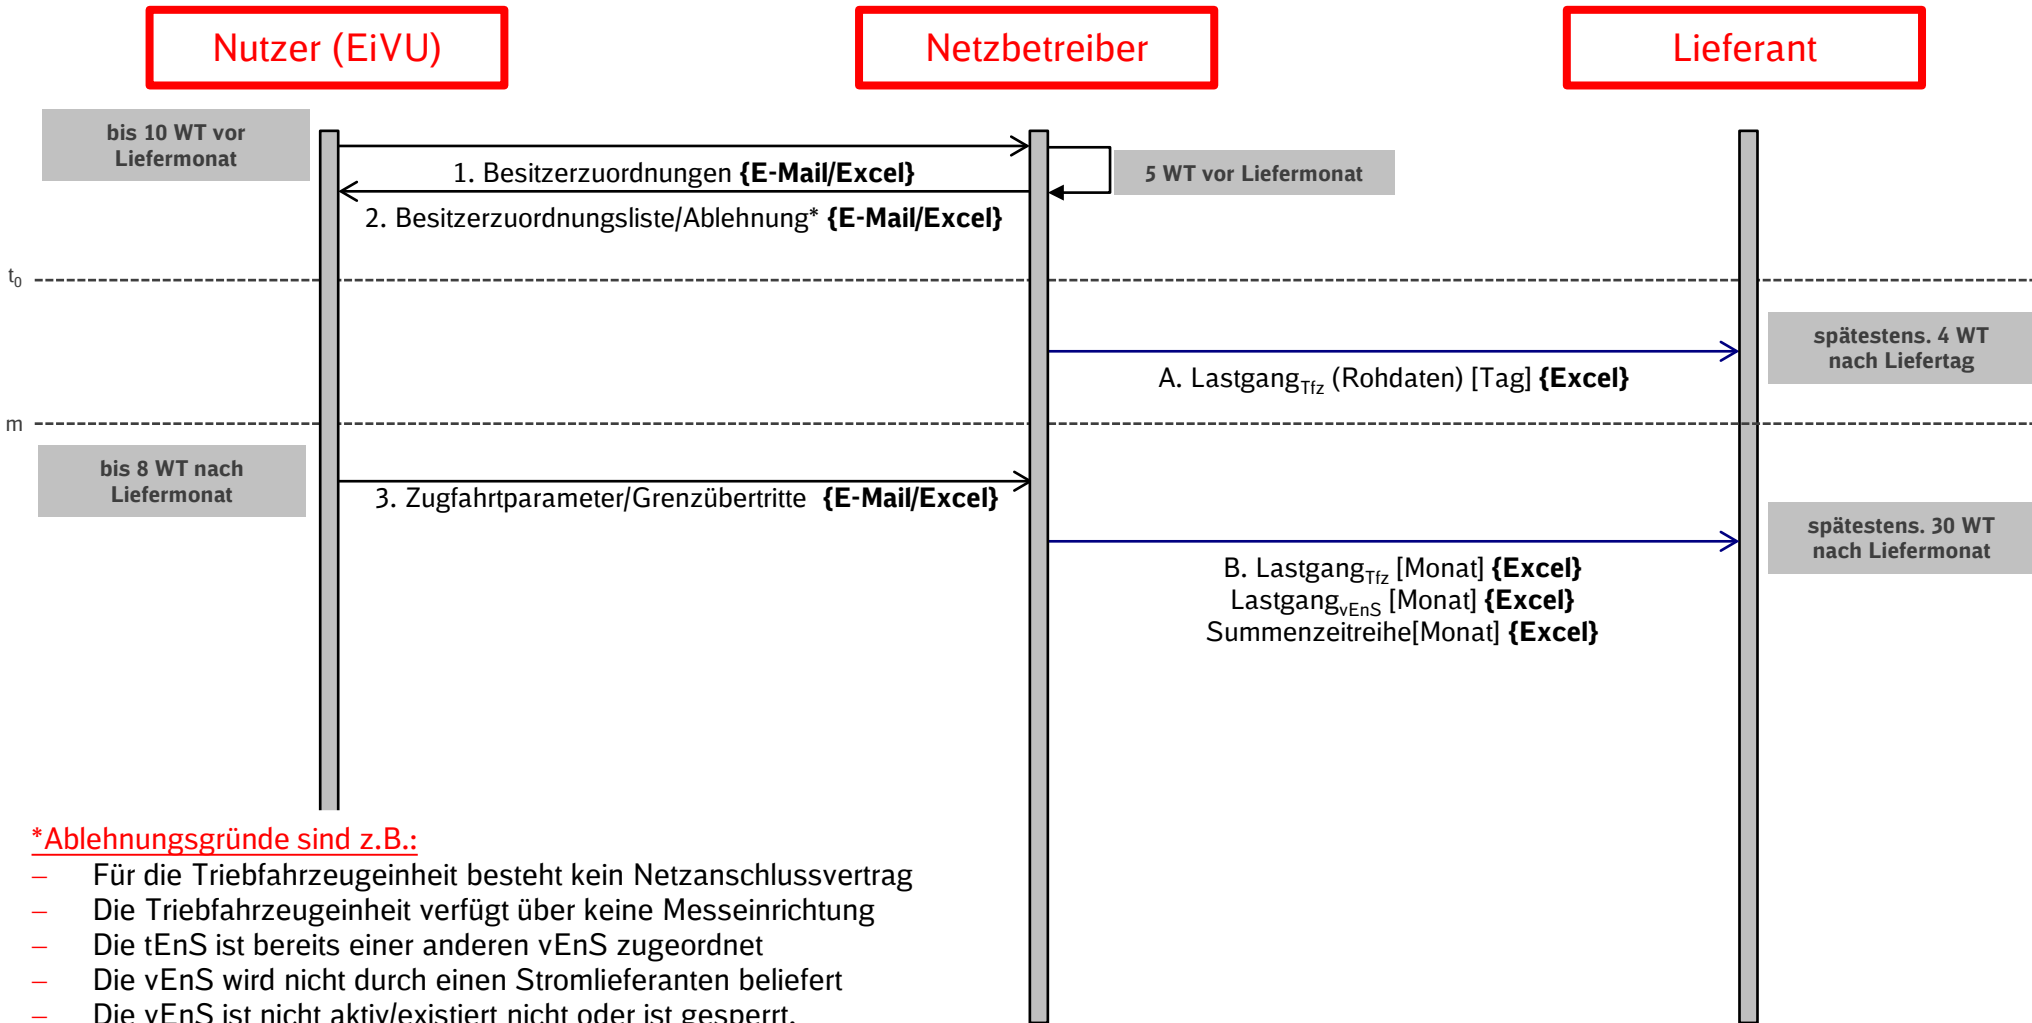 Nutzer (EiVU)
Netzbetreiber
Lieferant
bis 10 WT vor
Liefermonat
1. Besitzerzuordnungen {E-Mail/Excel}
5 WT vor Liefermonat
2. Besitzerzuordnungsliste/Ablehnung* {E-Mail/Excel}
t0
spätestens. 4 WT
nach Liefertag
A. LastgangTfz (Rohdaten) [Tag] {Excel}
m
bis 8 WT nach
Liefermonat
3. Zugfahrtparameter/Grenzübertritte {E-Mail/Excel}
spätestens. 30 WT
nach Liefermonat
B. LastgangTfz [Monat] {Excel}
LastgangvEnS [Monat] {Excel}
Summenzeitreihe[Monat] {Excel}
*Ablehnungsgründe sind z.B.:
– Für die Triebfahrzeugeinheit besteht kein Netzanschlussvertrag
– Die Triebfahrzeugeinheit verfügt über keine Messeinrichtung
– Die tEnS ist bereits einer anderen vEnS zugeordnet
– Die vEnS wird nicht durch einen Stromlieferanten beliefert
– Die vEnS ist nicht aktiv/existiert nicht oder ist gesperrt.